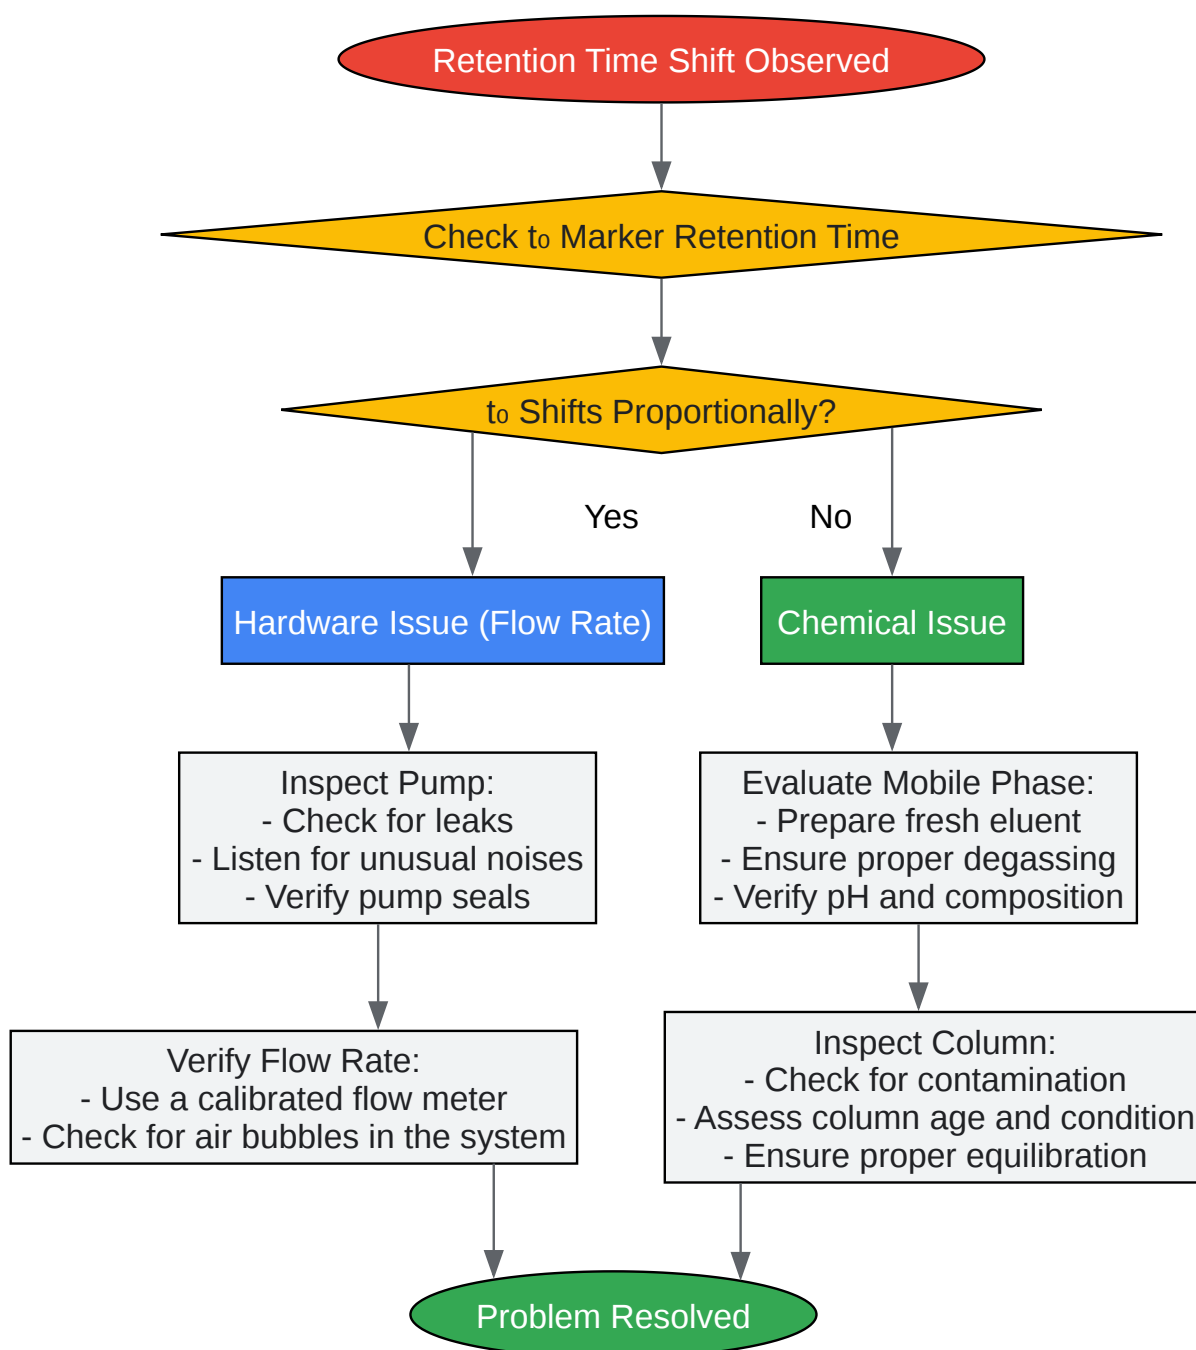 Retention Time Shift Observed
Check t₀ Marker Retention Time
t₀ Shifts Proportionally?
Yes
No
Hardware Issue (Flow Rate)
Chemical Issue
Inspect Pump:
- Check for leaks
- Listen for unusual noises
- Verify pump seals
Evaluate Mobile Phase:
- Prepare fresh eluent
- Ensure proper degassing
- Verify pH and composition
Verify Flow Rate:
- Use a calibrated flow meter
- Check for air bubbles in the system
Inspect Column:
- Check for contamination
- Assess column age and condition
- Ensure proper equilibration
Problem Resolved